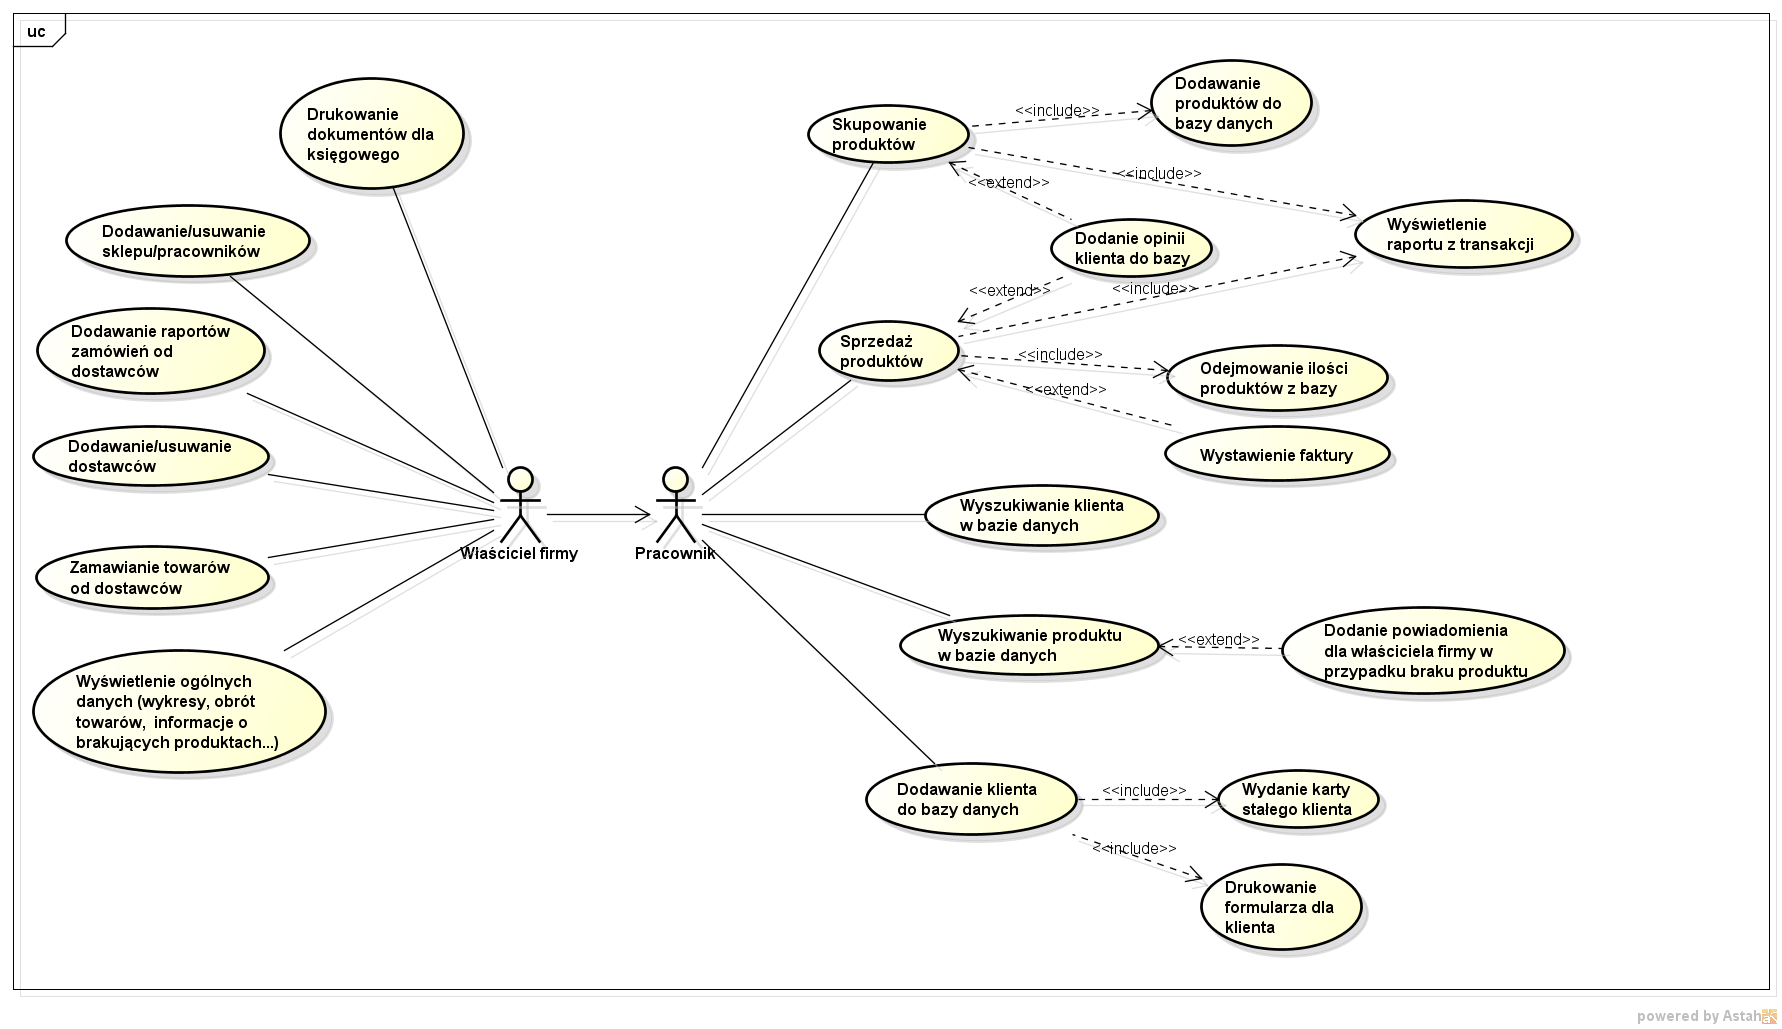 uc
Drukowanie
dokumentów dla
księgowego
Dodawanie/usuwanie
sklepu/pracowników
Dodawanie raportów
zamówień od
dostawców
Dodawanie/usuwanie
dostawców
Zamawianie towarów
od dostawców
Wyświetlenie ogólnych
danych (wykresy, obrót
towarów,  informacje o
brakujących produktach...)
Właściciel firmy
Pracownik
Skupowanie
produktów
<<include>>
Dodawanie
produktów do
bazy danych
<<include>>
<<extend>>
Wyświetlenie
raportu z transakcji
Dodanie opinii
klienta do bazy
<<extend>>
<<include>>
Sprzedaż
produktów
<<include>>
Odejmowanie ilości
produktów z bazy
<<extend>>
Wystawienie faktury
Wyszukiwanie klienta
w bazie danych
Wyszukiwanie produktu
w bazie danych
<<extend>>
Dodanie powiadomienia
dla właściciela firmy w
przypadku braku produktu
Dodawanie klienta
do bazy danych
<<include>>
Wydanie karty
stałego klienta
<<include>>
Drukowanie
formularza dla
klienta
powered by Astah